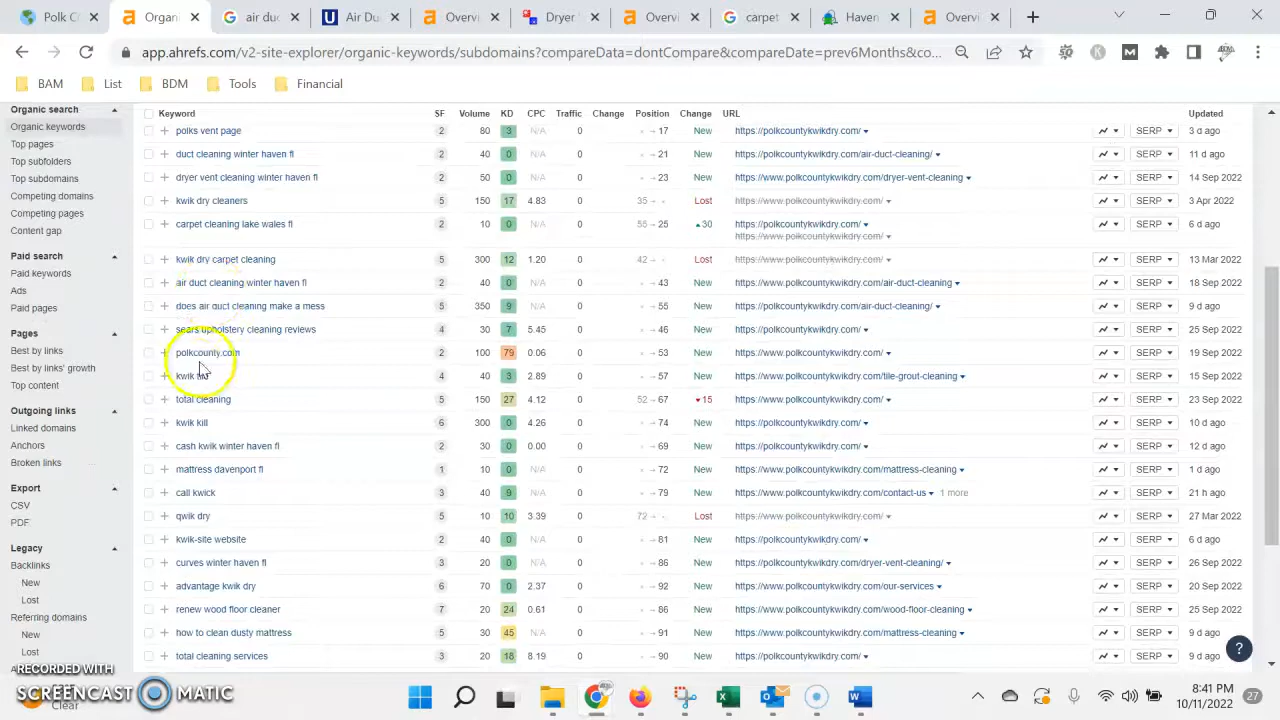 Polk C
Organi
air duc
Air Du
Overv
Dryer
Overv
carpet
Haven
Overvi
app.ahrefs.com/v2-site-explorer/organic-keywords/subdomains?compareData=dontCompare&compareDate=prev6Months&co...
BAM List BDM Tools Financial
Organic search
Organic keywords
Top pages
Top subfolders
Top subdomains
Competing domains
Competing pages
Content gap
Paid search
Paid keywords
Ads
Paid pages
Pages
Best by links
Best by links' growth
Top content
Outgoing links
Linked domains
Anchors
Broken links
Export
CSV
PDF
Legacy
Backlinks
New
Lost
Referring domains
New
Lost
Keyword SF Volume KD CPC Traffic Change Position Change URL Updated
polks vent page 2 80 3 N/A 0 → 17 New https://polkcountykwikdry.com/ SERP 3 d ago
duct cleaning winter haven fl 2 40 0 N/A 0 → 21 New https://polkcountykwikdry.com/air-duct-cleaning/ SERP 11 d ago
dryer vent cleaning winter haven fl 2 50 0 N/A 0 → 23 New https://www.polkcountykwikdry.com/dryer-vent-cleaning SERP 14 Sep 2022
kwik dry cleaners 5 150 17 4.83 0 35 → - Lost https://www.polkcountykwikdry.com/ SERP 3 Apr 2022
carpet cleaning lake wales fl 2 10 0 N/A 0 55 → 25 30 https://polkcountykwikdry.com/ SERP 6 d ago
https://www.polkcountykwikdry.com/
kwik dry carpet cleaning 5 300 12 1.20 0 42 → - Lost https://www.polkcountykwikdry.com/ SERP 13 Mar 2022
air duct cleaning winter haven fl 2 40 0 N/A 0 → 43 New https://www.polkcountykwikdry.com/air-duct-cleaning SERP 18 Sep 2022
does air duct cleaning make a mess 5 350 9 N/A 0 → 55 New https://polkcountykwikdry.com/air-duct-cleaning/ SERP 9 d ago
sears upholstery cleaning reviews 4 30 7 5.45 0 → 46 New https://polkcountykwikdry.com/ SERP 28 Sep 2022
polkcounty.com 2 100 79 0.06 0 → 53 New https://www.polkcountykwikdry.com/ SERP 19 Sep 2022
kwik 4 40 3 2.89 0 → 57 New https://www.polkcountykwikdry.com/tile-grout-cleaning SERP 15 Sep 2022
total cleaning 5 150 27 4.12 0 52 → 67 15 https://www.polkcountykwikdry.com/ SERP 23 Sep 2022
kwik kill 6 300 0 4.26 0 → 74 New https://polkcountykwikdry.com/ SERP 10 d ago
cash kwik winter haven fl 2 30 0 0.00 0 → 69 New https://polkcountykwikdry.com/ SERP 12 d ago
mattress davenport fl 1 10 0 N/A 0 → 72 New https://www.polkcountykwikdry.com/mattress-cleaning SERP 1 d ago
call kwick 3 40 9 N/A 0 → 79 New https://www.polkcountykwikdry.com/contact-us 1 more SERP 21 h ago
qwik dry 5 10 10 3.39 0 72 → - Lost https://www.polkcountykwikdry.com/ SERP 27 Mar 2022
kwik-site website 2 40 0 N/A 0 → 81 New https://polkcountykwikdry.com/ SERP 6 d ago
curves winter haven fl 3 20 0 N/A 0 → 86 New https://polkcountykwikdry.com/dryer-vent-cleaning/ SERP 26 Sep 2022
advantage kwik dry 6 70 0 2.37 0 → 92 New https://www.polkcountykwikdry.com/our-services SERP 20 Sep 2022
renew wood floor cleaner 7 20 24 0.61 0 → 86 New https://www.polkcountykwikdry.com/wood-floor-cleaning SERP 25 Sep 2022
how to clean dusty mattress 5 30 45 N/A 0 → 91 New https://www.polkcountykwikdry.com/mattress-cleaning SERP 9 d ago
total cleaning services 3 20 18 8.19 0 → 90 New https://polkcountykwikdry.com/ SERP 9 d ago
?
RECORDED WITH
SCREENCAST MATIC
Clear
8:41 PM
10/11/2022
27